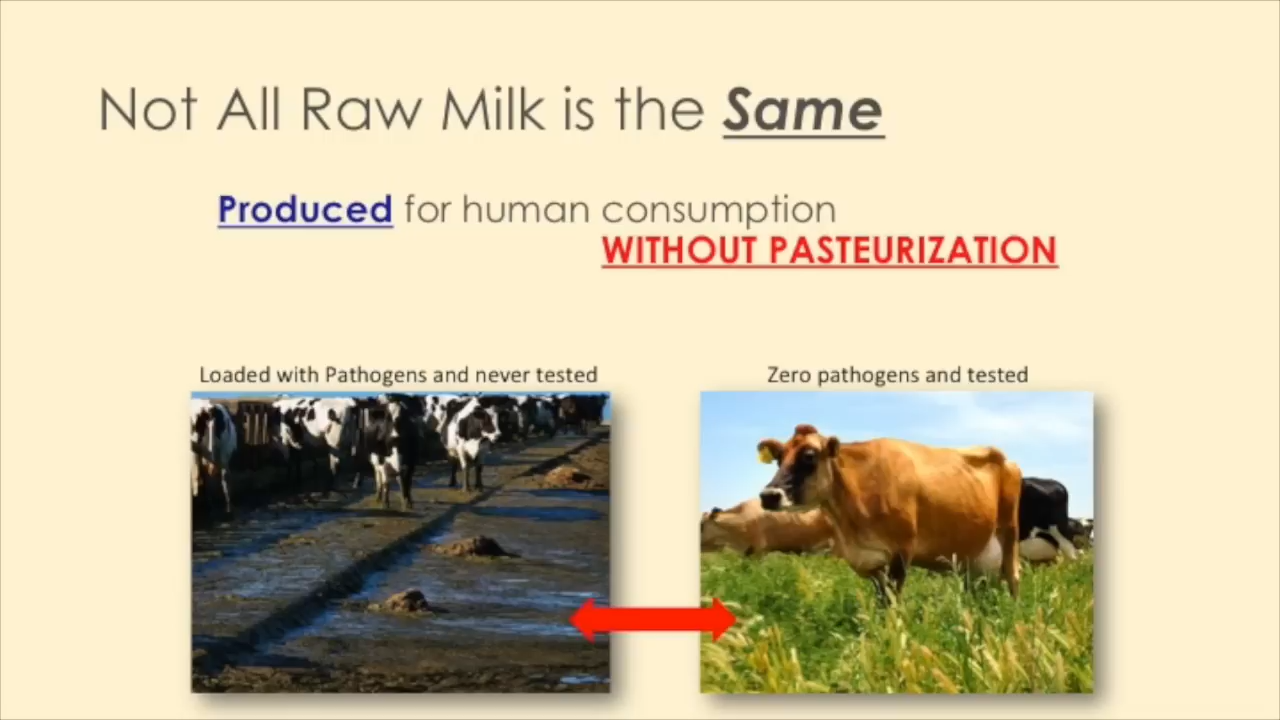 Not All Raw Milk is the Same
Produced for human consumption
WITHOUT PASTEURIZATION
Loaded with Pathogens and never tested
Zero pathogens and tested